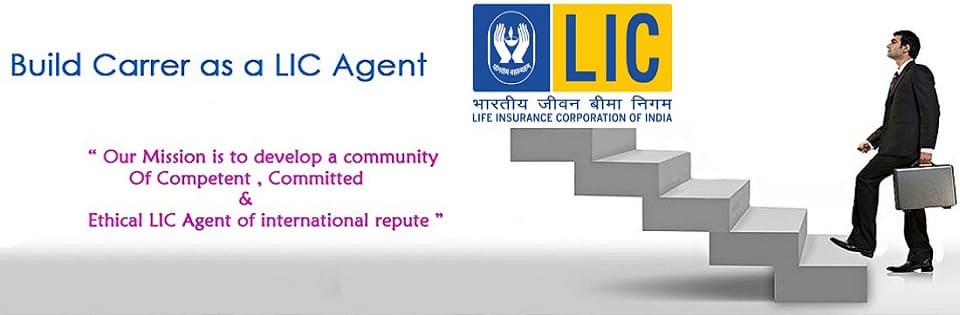 Build Carrer as a LIC Agent
LIC
भारतीय जीवन बीमा निगम
LIFE INSURANCE CORPORATION OF INDIA
“ Our Mission is to develop a community
Of Competent , Committed
&
Ethical LIC Agent of international repute ”